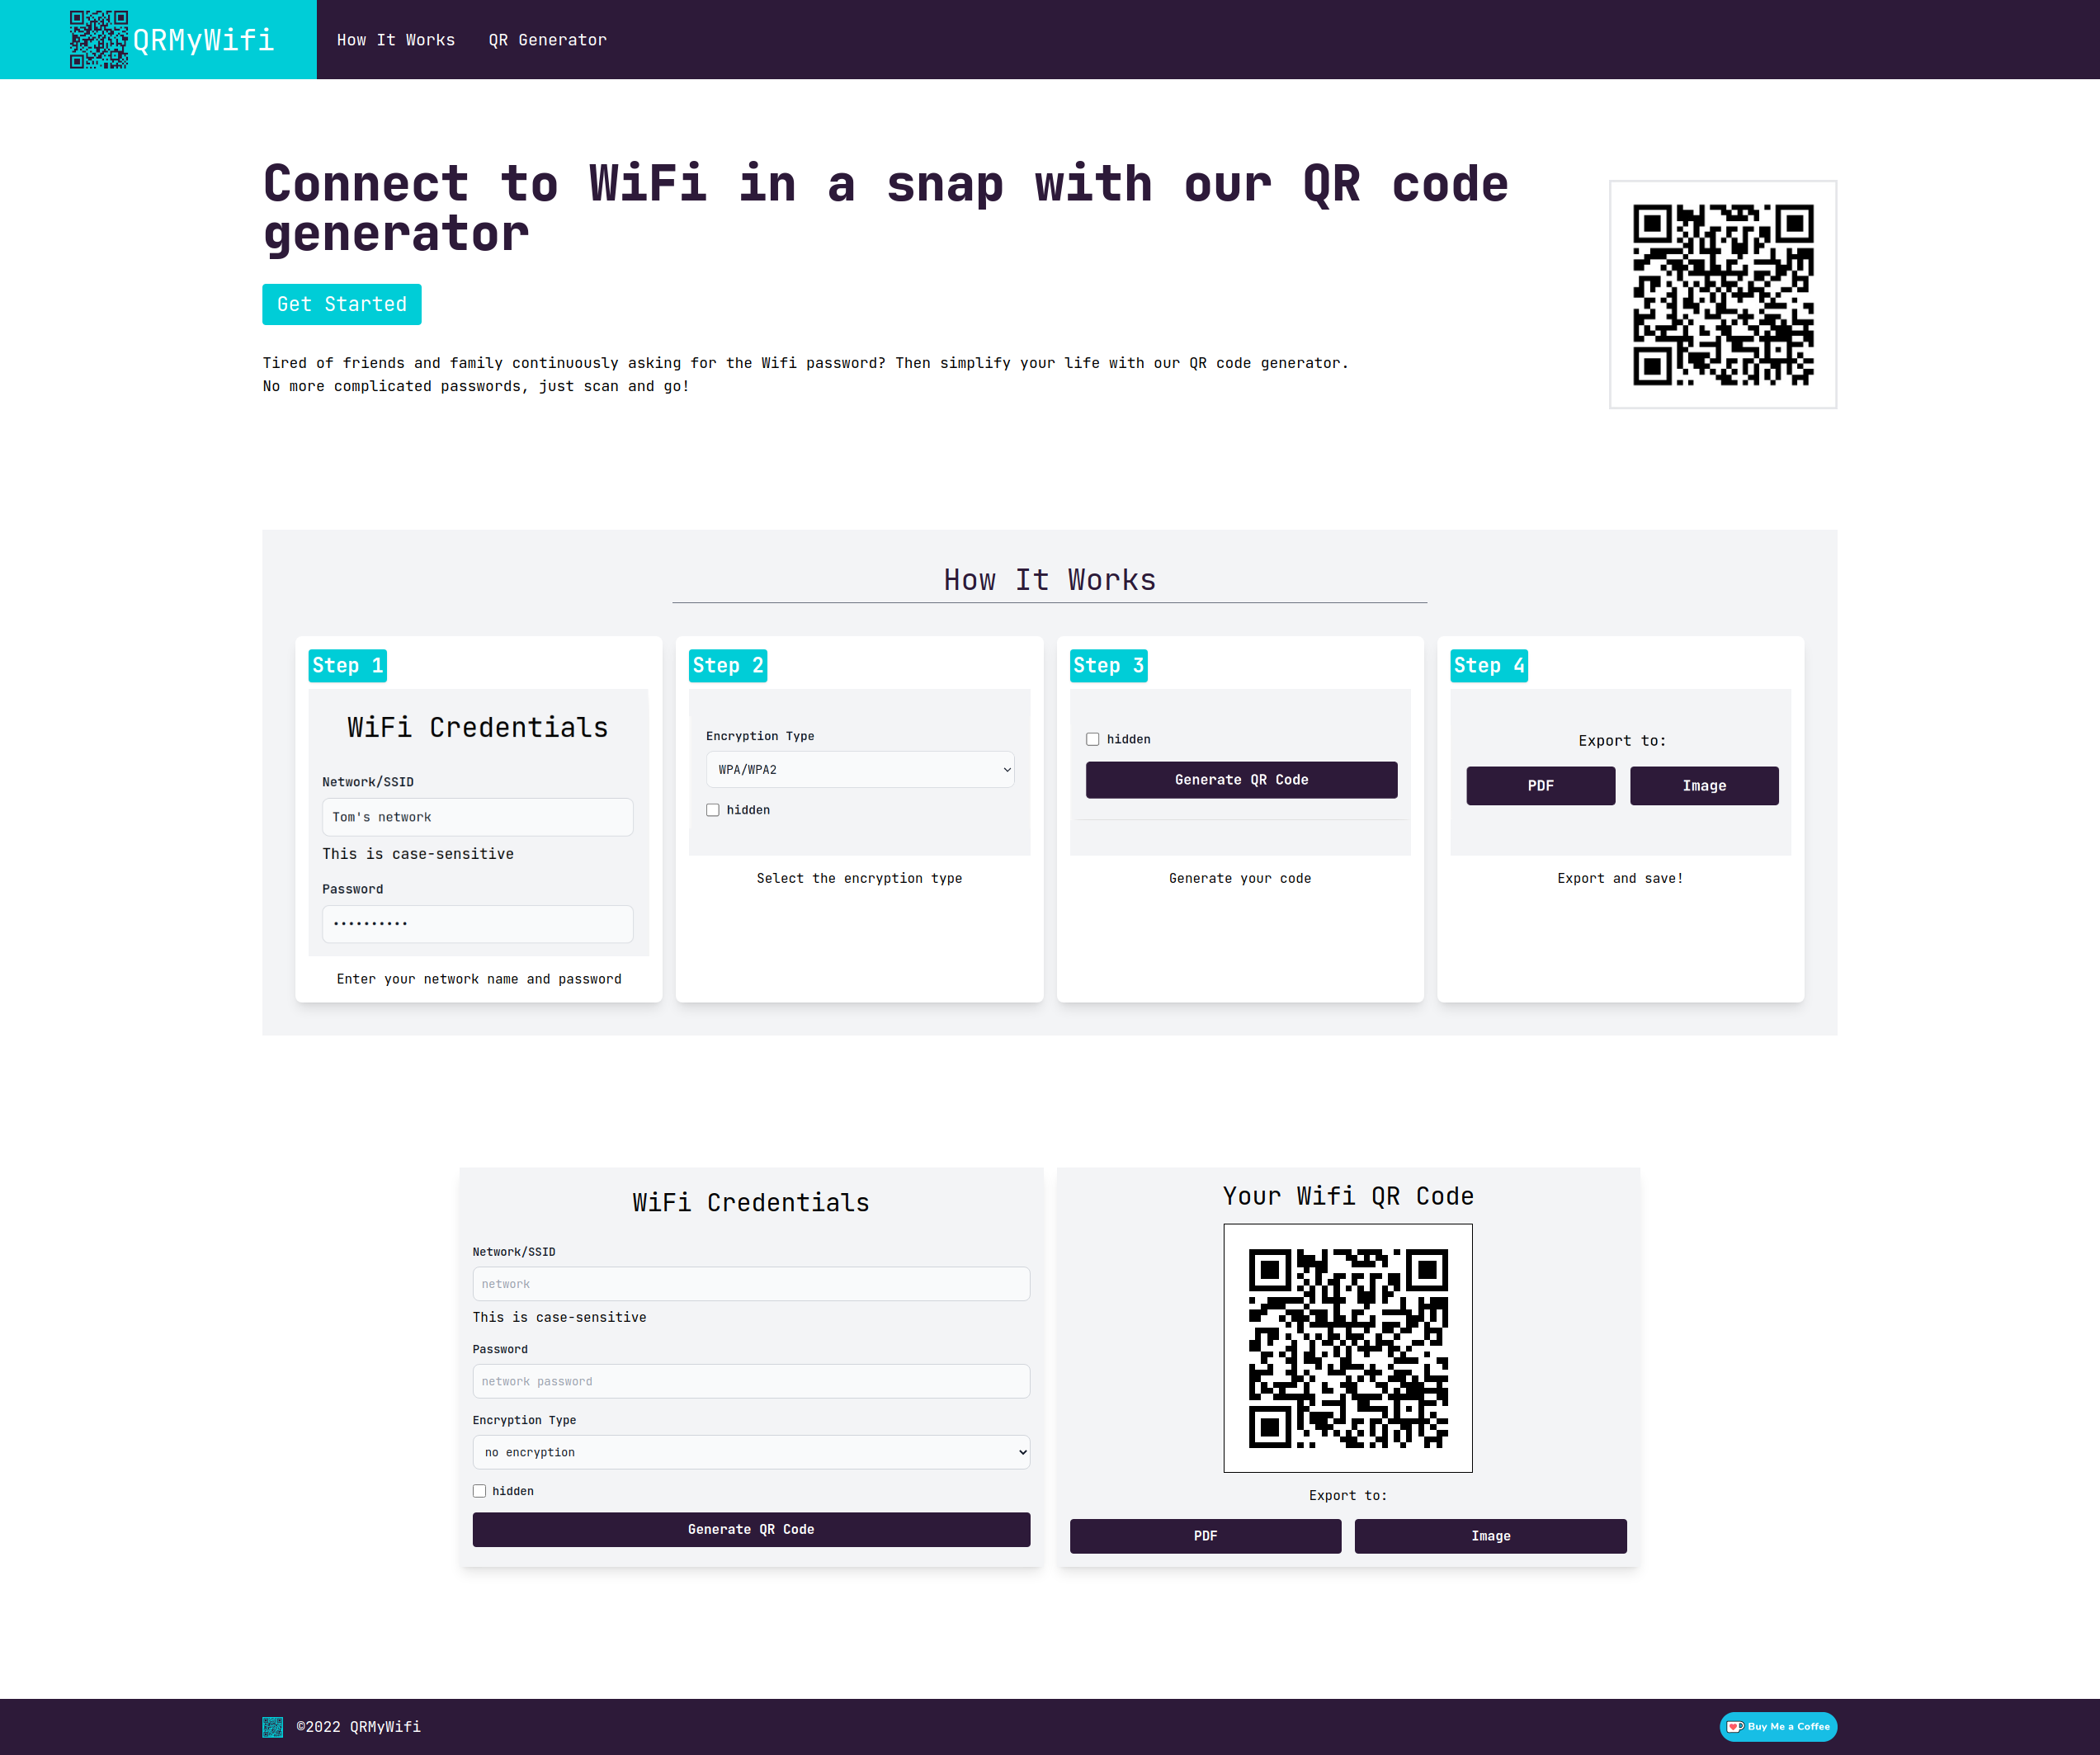 QRMyWifi
How It Works
QR Generator
Connect to WiFi in a snap with our QR code
generator
Get Started
Tired of friends and family continuously asking for the Wifi password? Then simplify your life with our QR code generator.
No more complicated passwords, just scan and go!
How It Works
Step 1
WiFi Credentials
Network/SSID
Tom's network
This is case-sensitive
Password
••••••••••
Enter your network name and password
Step 2
Encryption Type
WPA/WPA2
hidden
Select the encryption type
Step 3
hidden
Generate QR Code
Generate your code
Step 4
Export to:
PDF
Image
Export and save!
WiFi Credentials
Network/SSID
network
This is case-sensitive
Password
network password
Encryption Type
no encryption
hidden
Generate QR Code
Your Wifi QR Code
Export to:
PDF
Image
©2022 QRMyWifi
Buy Me a Coffee